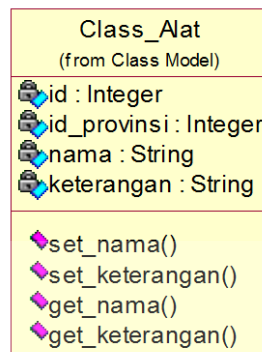 Class_Alat
(from Class Model)
id : Integer
id_provinsi : Integer
nama : String
keterangan : String
set_nama()
set_keterangan()
get_nama()
get_keterangan()